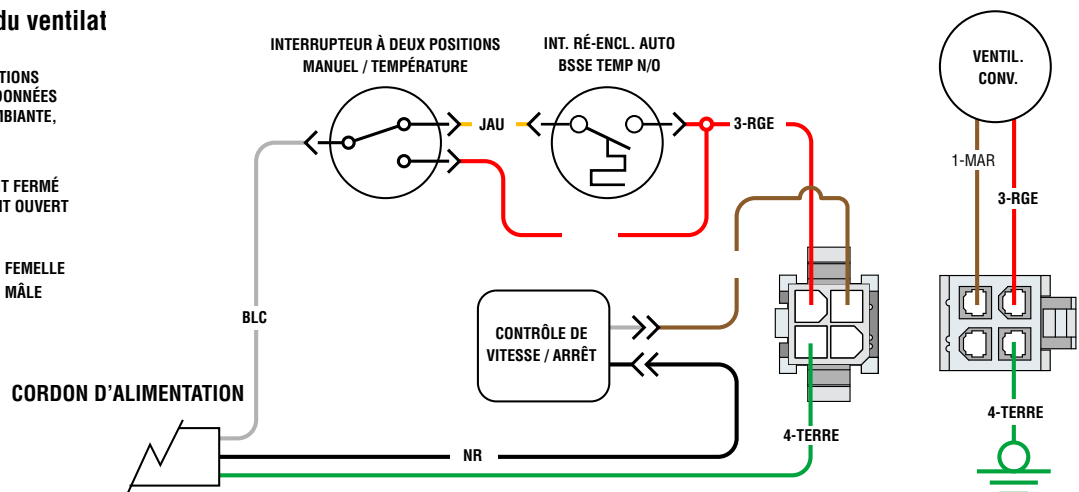 du ventilat
TIONS
DONNÉES
MBIANTE,
T FERMÉ
NT OUVERT
FEMELLE
MÂLE
INTERRUPTEUR À DEUX POSITIONS
MANUEL / TEMPÉRATURE
INT. RÉ-ENCL. AUTO
BSSE TEMP N/O
JAU
3-RGE
VENTIL.
CONV.
1-MAR
3-RGE
BLC
CONTRÔLE DE
VITESSE / ARRÊT
CORDON D'ALIMENTATION
NR
4-TERRE
4-TERRE